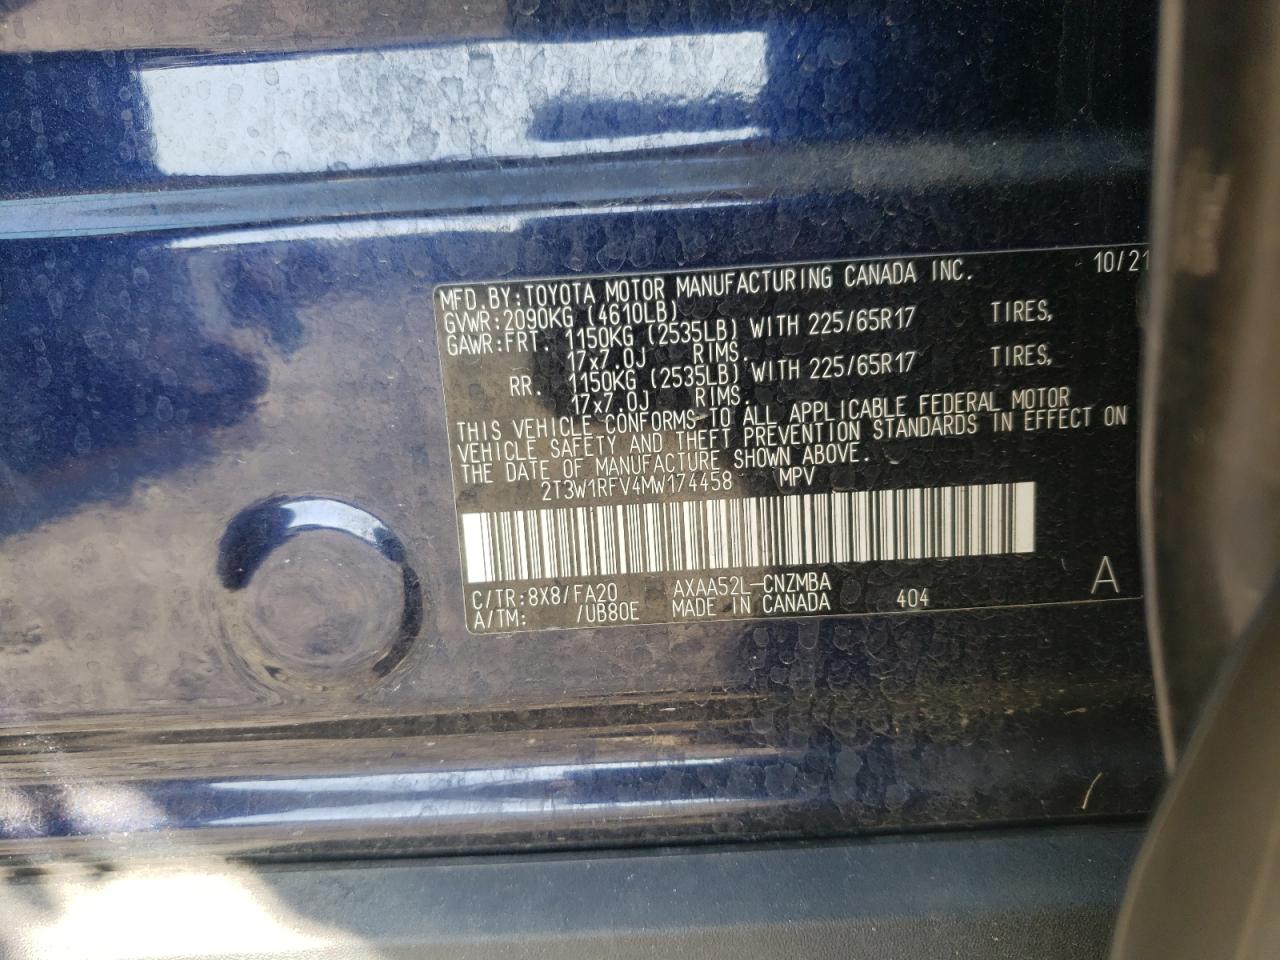 MFD.BY:TOYOTA MOTOR MANUFACTURING CANADA INC. 10/21
GVWR:2090KG (4610LB)
GAWR:FRT. 1150KG (2535LB) WITH 225/65R17 TIRES,
17x7.0J RIMS.
RR. 1150KG (2535LB) WITH 225/65R17 TIRES,
17x7.0J RIMS.
THIS VEHICLE CONFORMS TO ALL APPLICABLE FEDERAL MOTOR
VEHICLE SAFETY AND THEFT PREVENTION STANDARDS IN EFFECT ON
THE DATE OF MANUFACTURE SHOWN ABOVE.
2T3W1RFV4MW174458 MPV
C/TR:8X8/FA20 AXAA52L-CNZMBA A
A/TM: /UB80E MADE IN CANADA 404